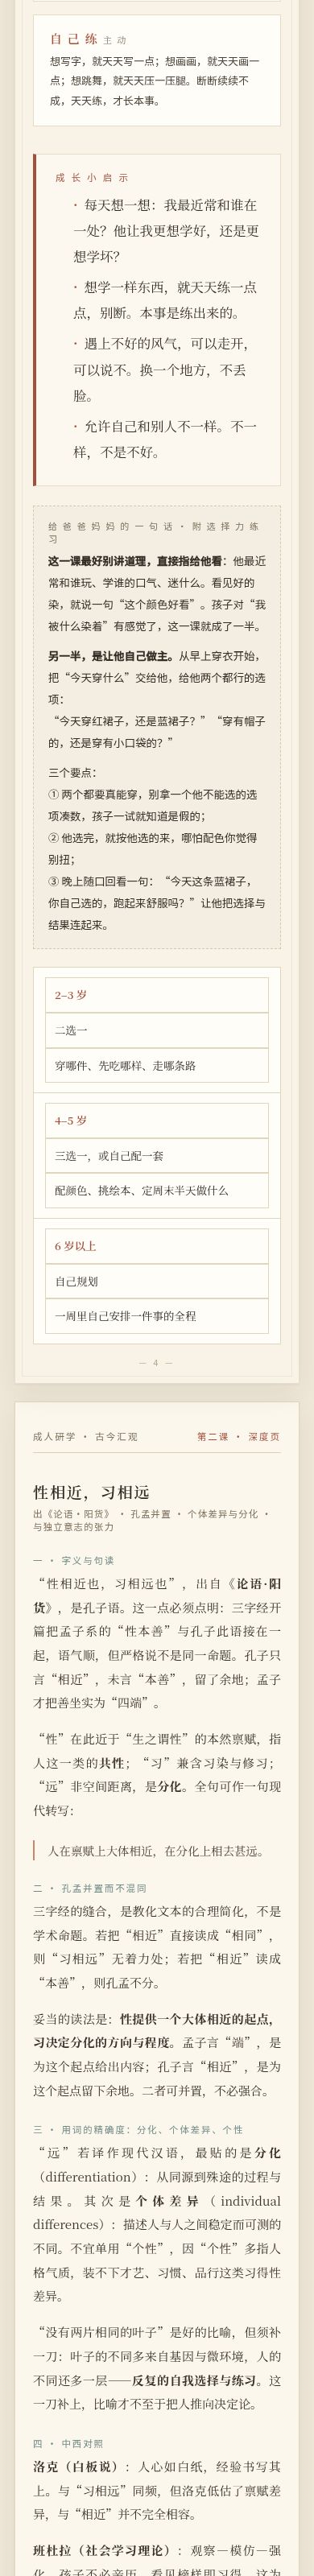 自己练 主动
想写字，就天天写一点；想画画，就天天画一
点；想跳舞，就天天压一压腿。断断续续不
成，天天练，才长本事。
成长小启示
· 每天想一想：我最近常和谁在
一处？他让我更想学好，还是更
想学坏？
· 想学一样东西，就天天练一点
点，别断。本事是练出来的。
· 遇上不好的风气，可以走开，
可以说不。换一个地方，不丢
脸。
· 允许自己和别人不一样。不一
样，不是不好。
给爸爸妈妈的一句话 · 附选择力练
习
这一课最好别讲道理，直接指给他看：他最近
常和谁玩、学谁的口气、迷什么。看见好的
染，就说一句“这个颜色好看”。孩子对“我
被什么染着”有感觉了，这一课就成了一半。
另一半，是让他自己做主。从早上穿衣开始，
把“今天穿什么”交给他，给他两个都行的选
项：
“今天穿红裙子，还是蓝裙子？”“穿有帽子
的，还是穿有小口袋的？”
三个要点：
① 两个都要真能穿，别拿一个他不能选的选
项凑数，孩子一试就知道是假的；
② 他选完，就按他选的来，哪怕配色你觉得
别扭；
③ 晚上随口回看一句：“今天这条蓝裙子，
你自己选的，跑起来舒服吗？”让他把选择与
结果连起来。
2–3 岁
二选一
穿哪件、先吃哪样、走哪条路
4–5 岁
三选一，或自己配一套
配颜色、挑绘本、定周末半天做什么
6 岁以上
自己规划
一周里自己安排一件事的全程
— 4 —
成人研学 · 古今汇观
第二课 · 深度页
性相近，习相远
出《论语·阳货》 · 孔孟并置 · 个体差异与分化 ·
与独立意志的张力
一 · 字义与句读
“性相近也，习相远也”，出自《论语·阳
货》，是孔子语。这一点必须点明：三字经开
篇把孟子系的“性本善”与孔子此语接在一
起，语气顺，但严格说不是同一命题。孔子只
言“相近”，未言“本善”，留了余地；孟子
才把善坐实为“四端”。
“性”在此近于“生之谓性”的本然禀赋，指
人这一类的共性；“习”兼含习染与修习；
“远”非空间距离，是分化。全句可作一句现
代转写：
人在禀赋上大体相近，在分化上相去甚远。
二 · 孔孟并置而不混同
三字经的缝合，是教化文本的合理简化，不是
学术命题。若把“相近”直接读成“相同”，
则“习相远”无着力处；若把“相近”读成
“本善”，则孔孟不分。
妥当的读法是：性提供一个大体相近的起点，
习决定分化的方向与程度。孟子言“端”，是
为这个起点给出内容；孔子言“相近”，是为
这个起点留下余地。二者可并置，不必强合。
三 · 用词的精确度：分化、个体差异、个性
“远”若译作现代汉语，最贴的是分化
（differentiation）：从同源到殊途的过程与
结果。其次是个体差异（individual
differences）：描述人与人之间稳定而可测的
不同。不宜单用“个性”，因“个性”多指人
格气质，装不下才艺、习惯、品行这类习得性
差异。
“没有两片相同的叶子”是好的比喻，但须补
一刀：叶子的不同多来自基因与微环境，人的
不同还多一层——反复的自我选择与练习。这
一刀补上，比喻才不至于把人推向决定论。
四 · 中西对照
洛克（白板说）：人心如白纸，经验书写其
上。与“习相远”同频，但洛克低估了禀赋差
异，与“相近”并不完全相容。
班杜拉（社会学习理论）：观察—模仿—强